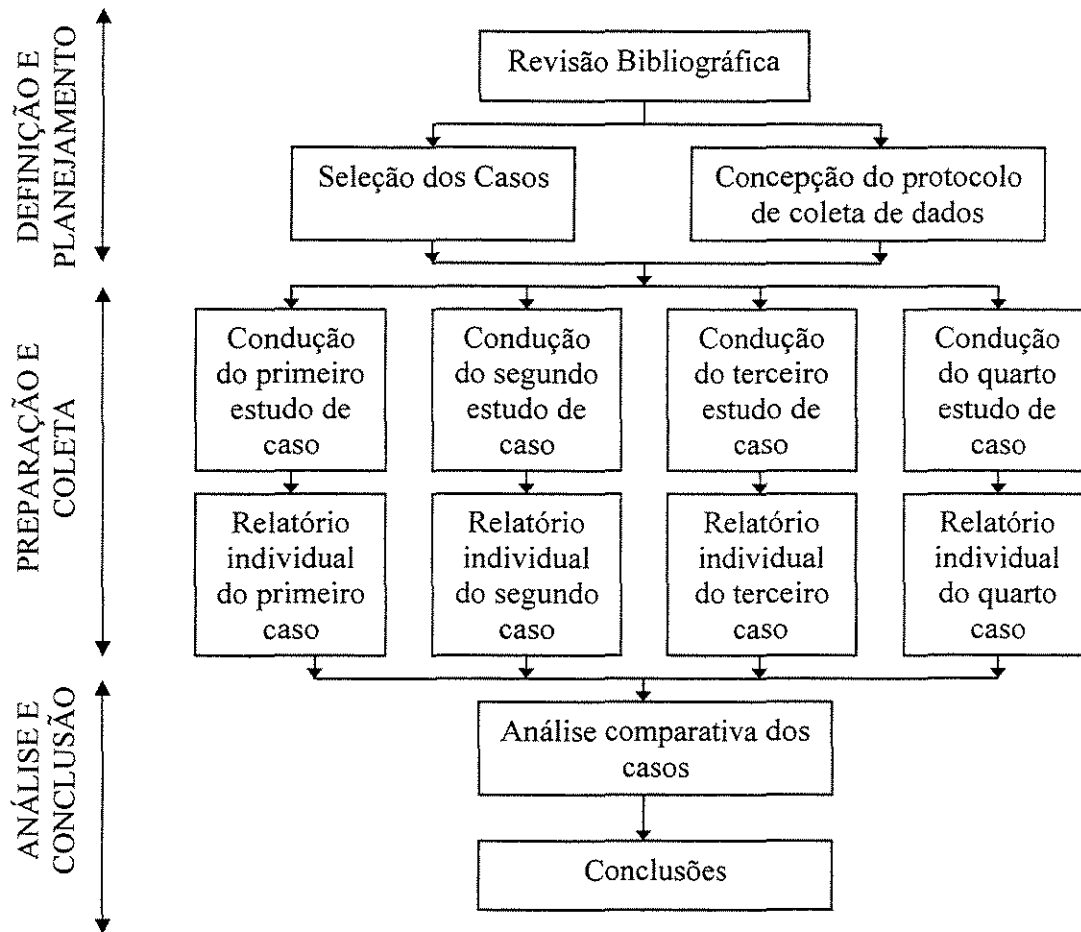 DEFINIÇÃO E
PLANEJAMENTO
Revisão Bibliográfica
Seleção dos Casos
Concepção do protocolo
de coleta de dados
PREPARAÇÃO E
COLETA
Condução
do primeiro
estudo de
caso
Condução
do segundo
estudo de
caso
Condução
do terceiro
estudo de
caso
Condução
do quarto
estudo de
caso
Relatório
individual
do primeiro
caso
Relatório
individual
do segundo
caso
Relatório
individual
do terceiro
caso
Relatório
individual
do quarto
caso
ANÁLISE E
CONCLUSÃO
Análise comparativa dos
casos
Conclusões